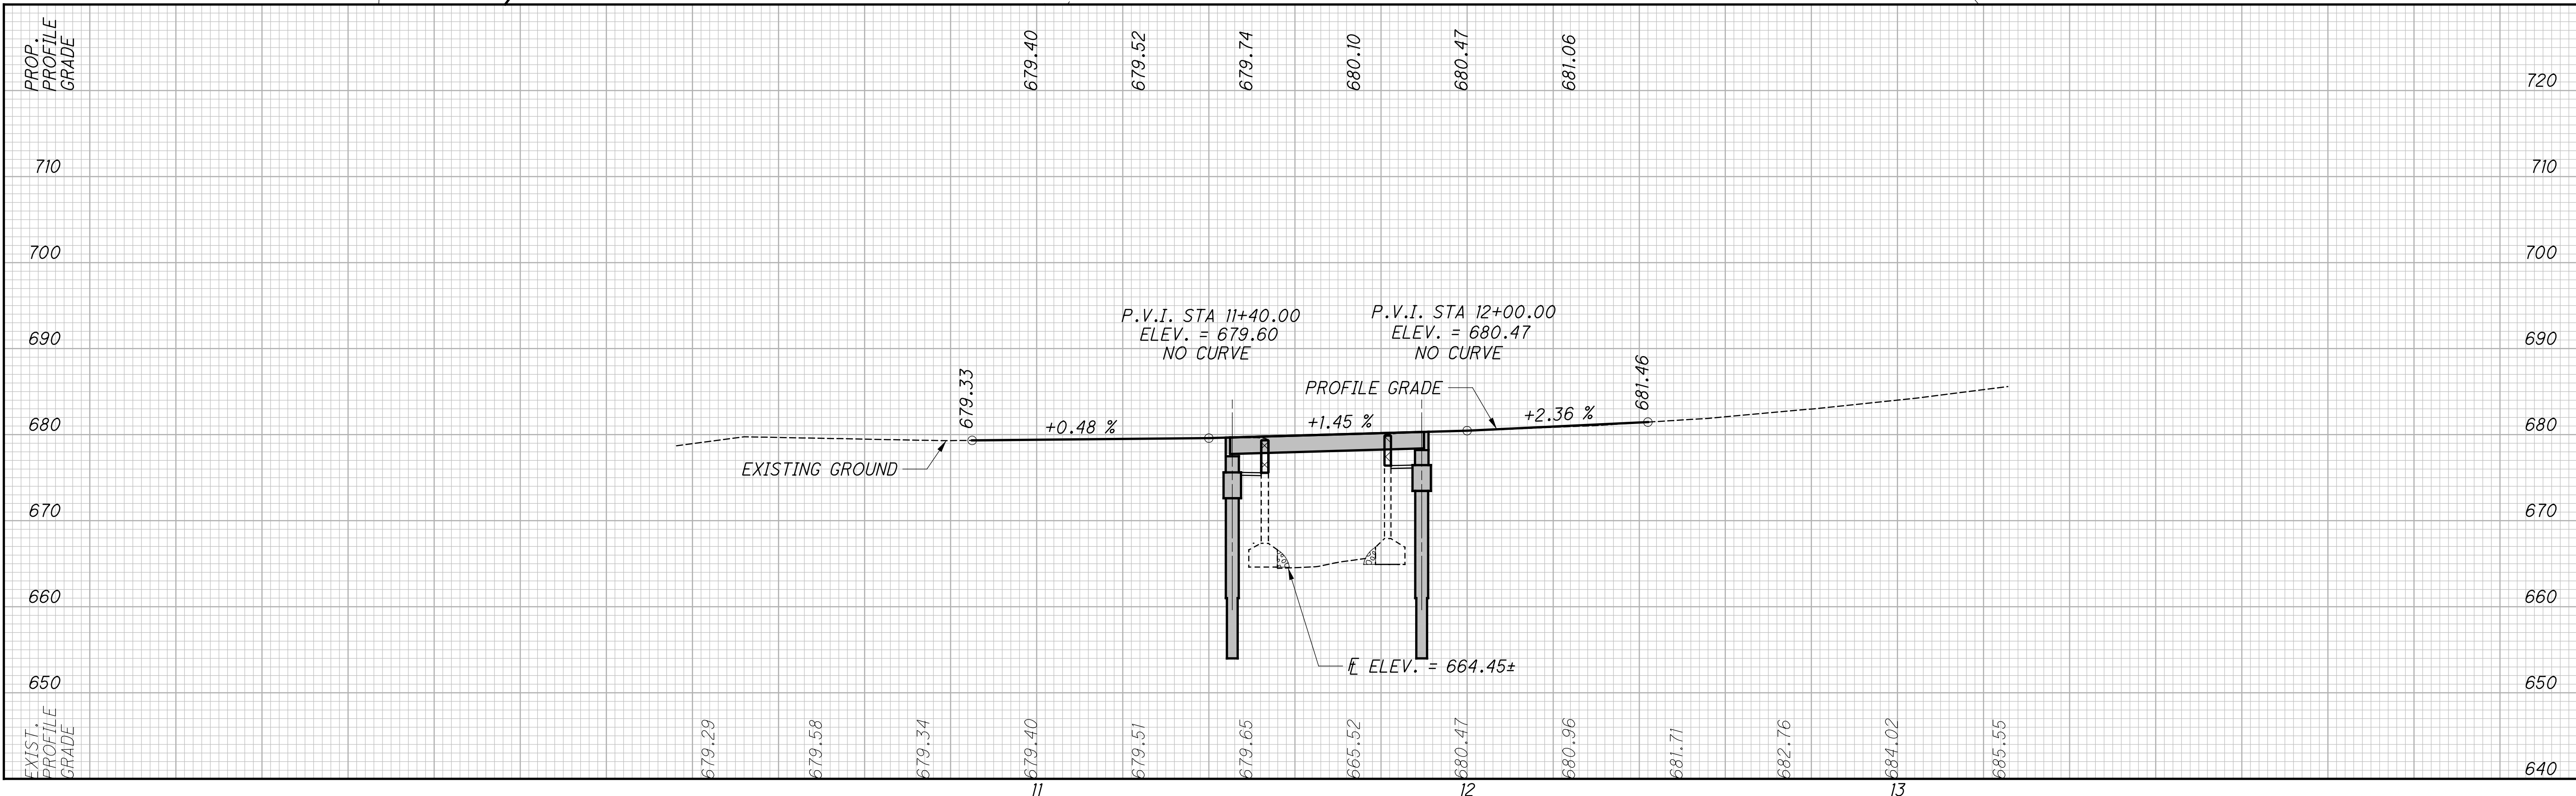 PROP.
PROFILE
GRADE
679.40
679.52
679.74
680.10
680.47
681.06
720
710
710
700
700
690
690
680
680
670
670
660
660
650
650
640
P.V.I. STA 11+40.00
ELEV. = 679.60
NO CURVE
P.V.I. STA 12+00.00
ELEV. = 680.47
NO CURVE
PROFILE GRADE
679.33
681.46
+0.48 %
+1.45 %
+2.36 %
EXISTING GROUND
℄ ELEV. = 664.45±
EXIST.
PROFILE
GRADE
679.29
679.58
679.34
679.40
679.51
679.65
665.52
680.47
680.96
681.71
682.76
684.02
685.55
11
12
13